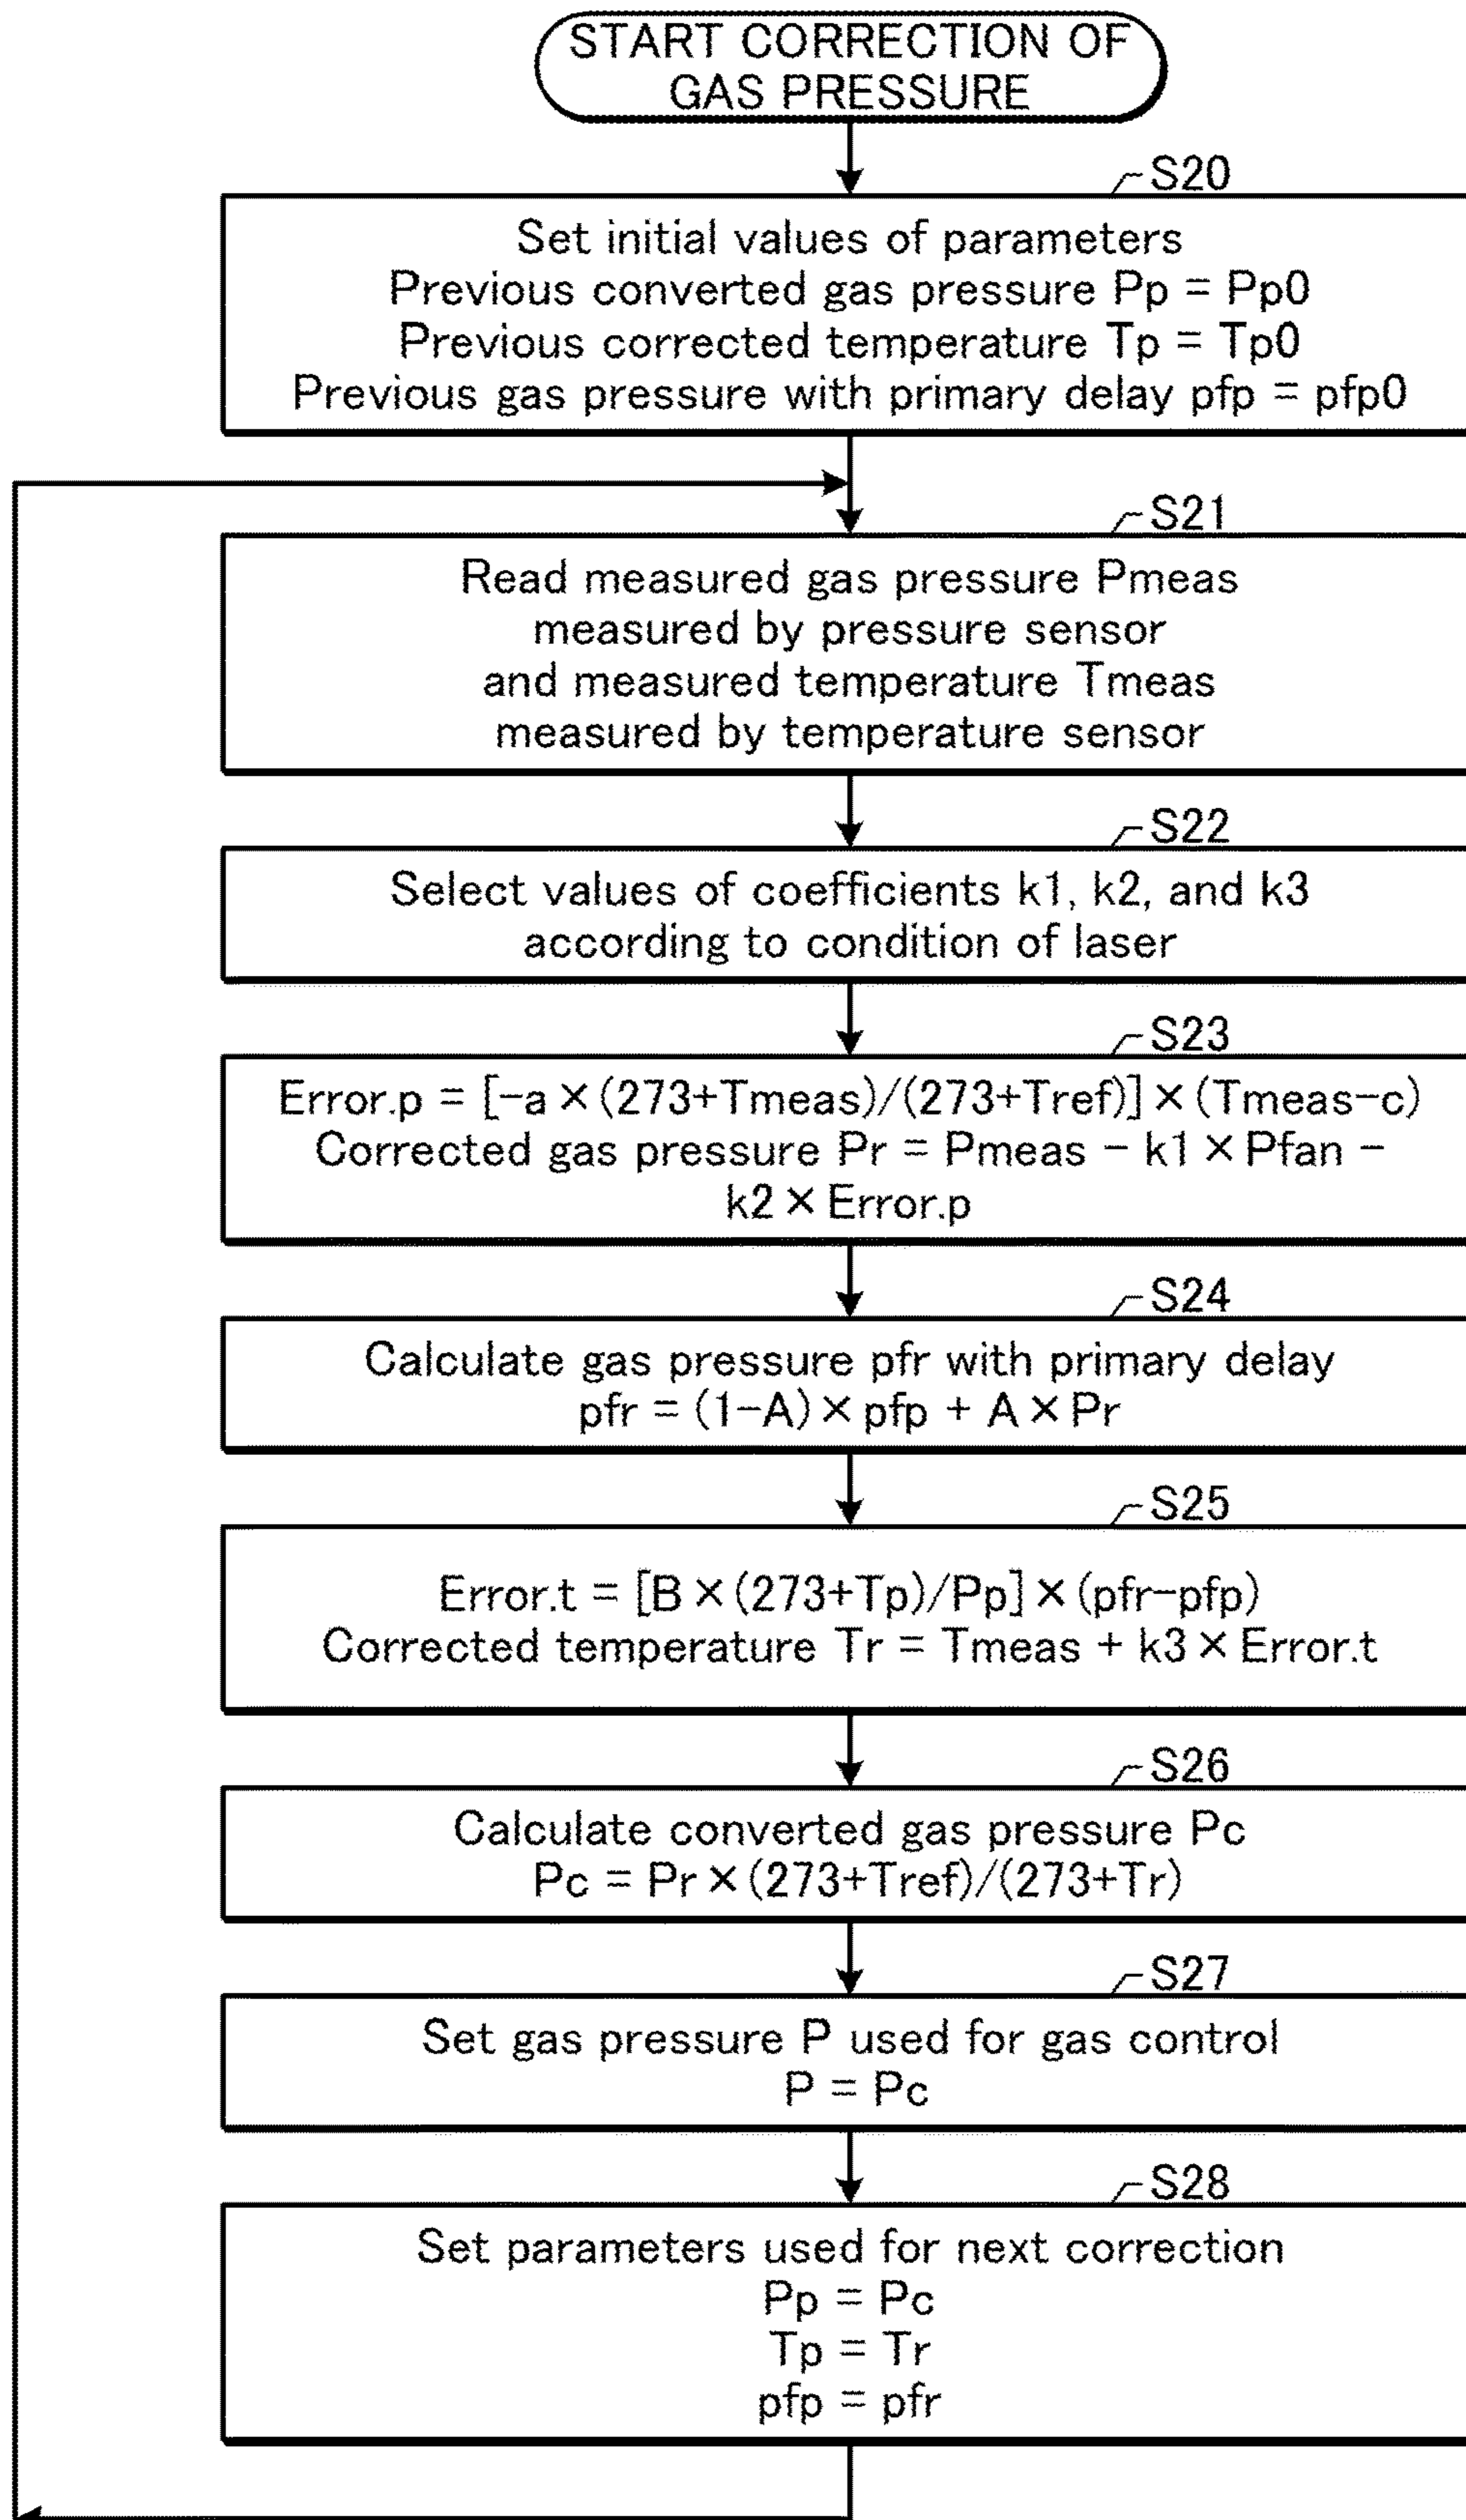 START CORRECTION OF
GAS PRESSURE
S20
Set initial values of parameters
Previous converted gas pressure Pp = Pp0
Previous corrected temperature Tp = Tp0
Previous gas pressure with primary delay pfp = pfp0
S21
Read measured gas pressure Pmeas
measured by pressure sensor
and measured temperature Tmeas
measured by temperature sensor
S22
Select values of coefficients k1, k2, and k3
according to condition of laser
S23
Error.p = [-a×(273+Tmeas)/(273+Tref)]×(Tmeas-c)
Corrected gas pressure Pr = Pmeas - k1×Pfan -
k2×Error.p
S24
Calculate gas pressure pfr with primary delay
pfr = (1-A)×pfp + A×Pr
S25
Error.t = [B×(273+Tp)/Pp]×(pfr-pfp)
Corrected temperature Tr = Tmeas + k3×Error.t
S26
Calculate converted gas pressure Pc
Pc = Pr×(273+Tref)/(273+Tr)
S27
Set gas pressure P used for gas control
P = Pc
S28
Set parameters used for next correction
Pp = Pc
Tp = Tr
pfp = pfr